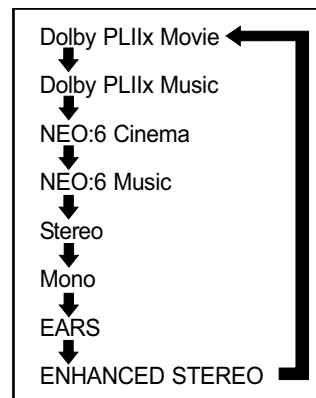 Dolby PLIIx Movie
Dolby PLIIx Music
NEO:6 Cinema
NEO:6 Music
Stereo
Mono
EARS
ENHANCED STEREO